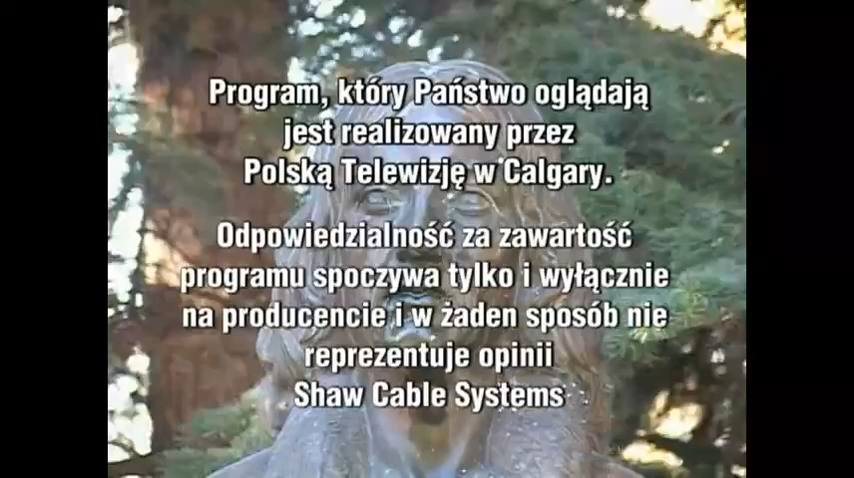 Program, który Państwo oglądają
jest realizowany przez
Polską Telewizję w Calgary.
Odpowiedzialność za zawartość
programu spoczywa tylko i wyłącznie
na producencie i w żaden sposób nie
reprezentuje opinii
Shaw Cable Systems